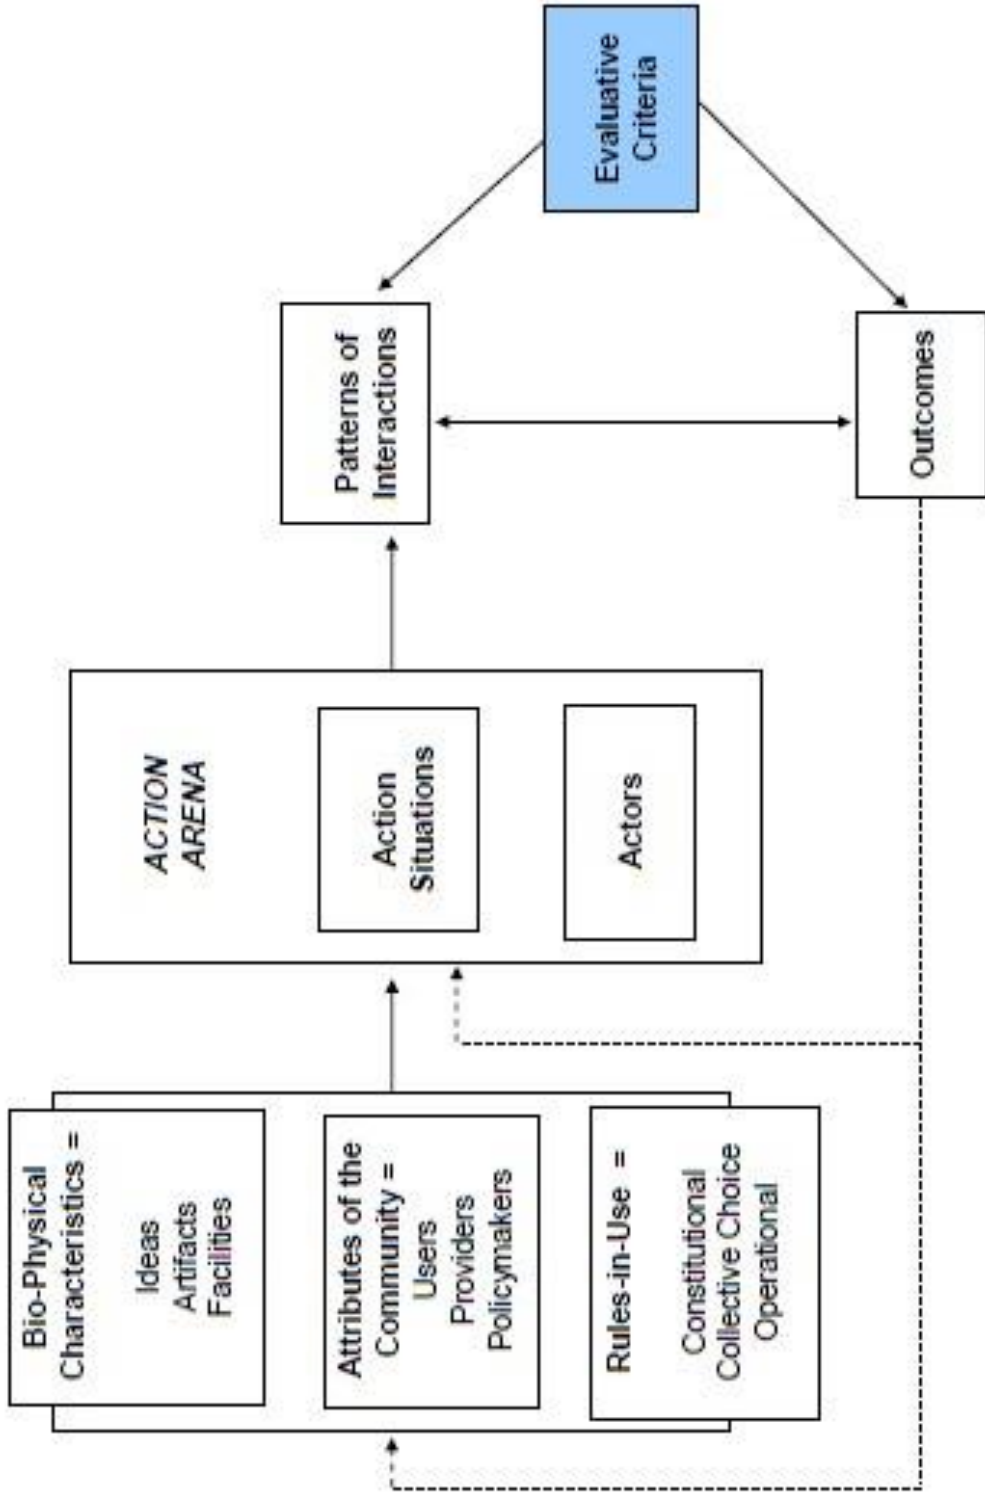 Bio-Physical
Characteristics =
Ideas
Artifacts
Facilities
Attributes of the
Community =
Users
Providers
Policymakers
Rules-in-Use =
Constitutional
Collective Choice
Operational
ACTION
ARENA
Action
Situations
Actors
Patterns of
Interactions
Outcomes
Evaluative
Criteria